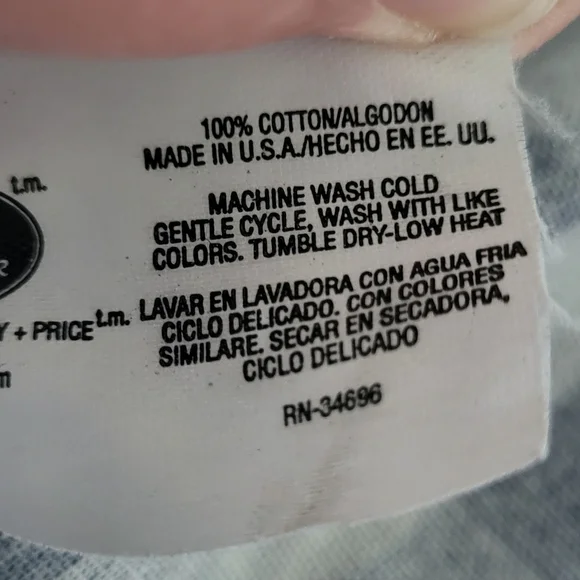 100% COTTON/ALGODON
MADE IN U.S.A./HECHO EN EE. UU.
t.m.
MACHINE WASH COLD
GENTLE CYCLE, WASH WITH LIKE
COLORS. TUMBLE DRY-LOW HEAT
R
Y + PRICE t.m.
m
LAVAR EN LAVADORA CON AGUA FRIA
CICLO DELICADO. CON COLORES
SIMILARE. SECAR EN SECADORA,
CICLO DELICADO
RN-34696